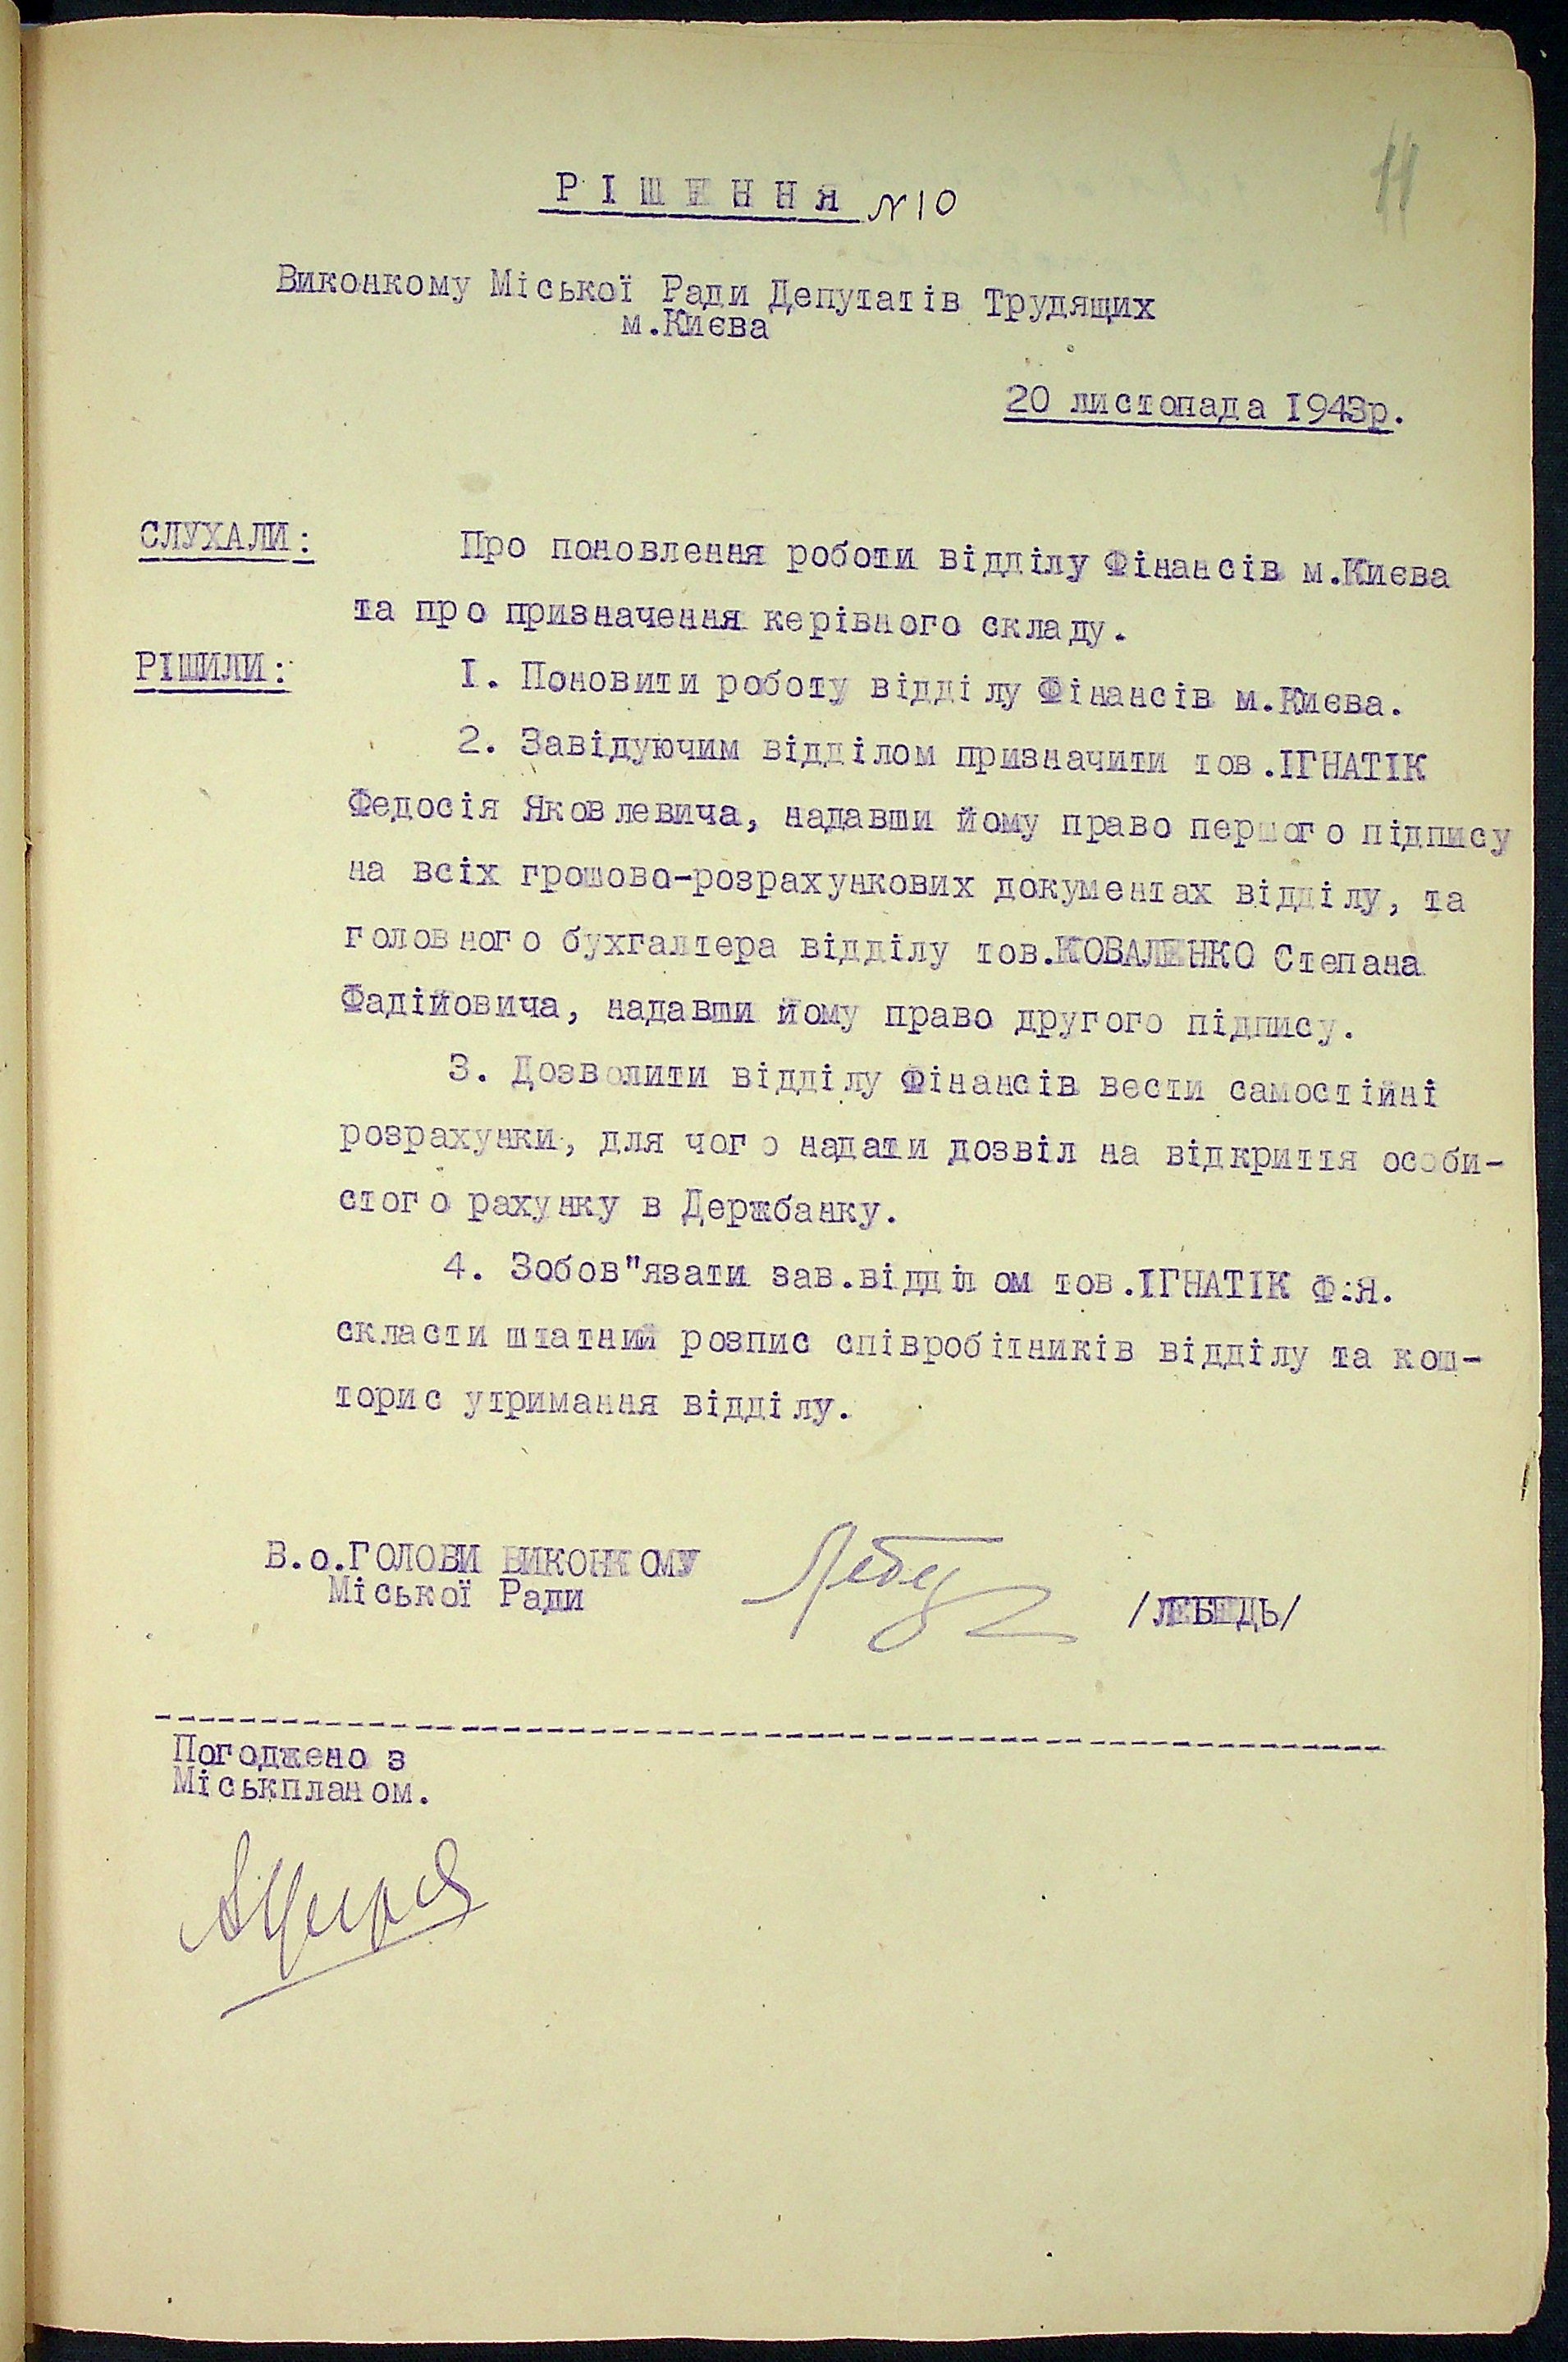 11
РІШЕННЯ N10
Виконкому Міської Ради Депутатів Трудящих
м.Києва
20 листопада 1943р.
СЛУХАЛИ: Про поновлення роботи відділу Фінансів м.Києва
та про призначення керівного складу.
РІШИЛИ: 1. Поновити роботу відділу Фінансів м.Києва.
2. Завідуючим відділом призначити тов.ІГНАТІК
Федосія Яковлевича, надавши йому право першого підпису
на всіх грошово-розрахункових документах відділу, та
головного бухгалтера відділу тов.КОВАЛЕНКО Степана
Фадійовича, надавши йому право другого підпису.
3. Дозволити відділу Фінансів вести самостійні
розрахунки, для чого надати дозвіл на відкриття особи-
стого рахунку в Держбанку.
4. Зобов"язати зав.відділом тов.ІГНАТІК Ф.Я.
скласти штатний розпис співробітників відділу та кош-
торис утримання відділу.
В.о.ГОЛОВИ ВИКОНКОМУ
Міської Ради Лебедь /ЛЕБЕДЬ/
Погоджено з
Міськпланом.